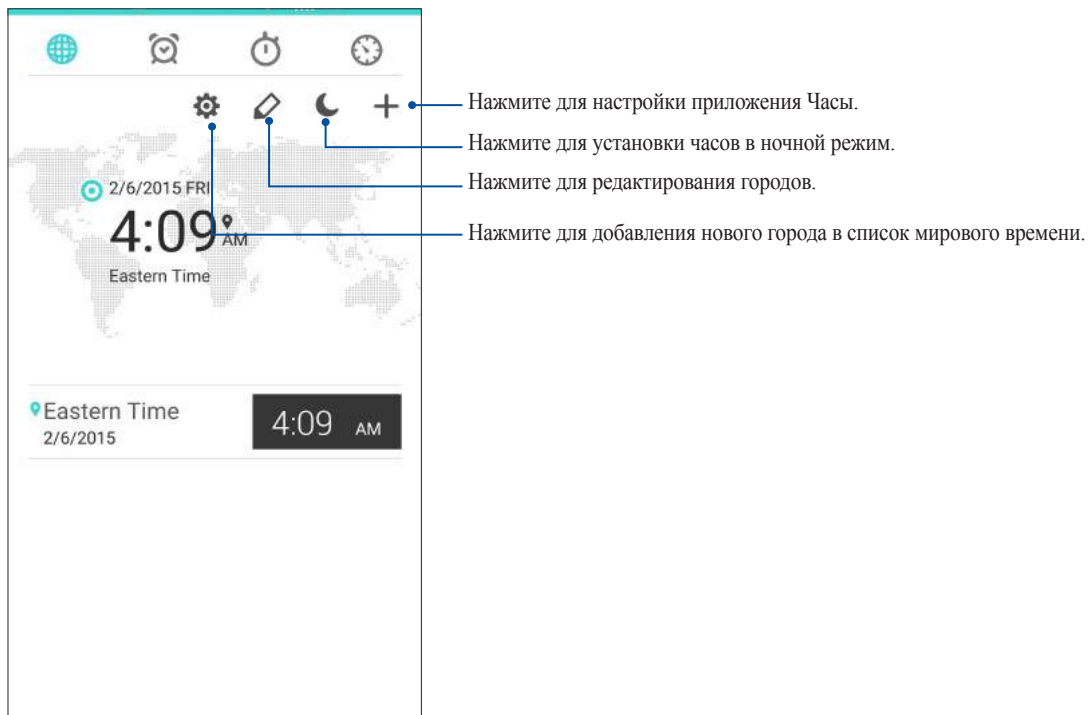 Нажмите для настройки приложения Часы.
Нажмите для установки часов в ночной режим.
Нажмите для редактирования городов.
2/6/2015 FRI
4:09 AM
Нажмите для добавления нового города в список мирового времени.
Eastern Time
Eastern Time
2/6/2015
4:09 AM